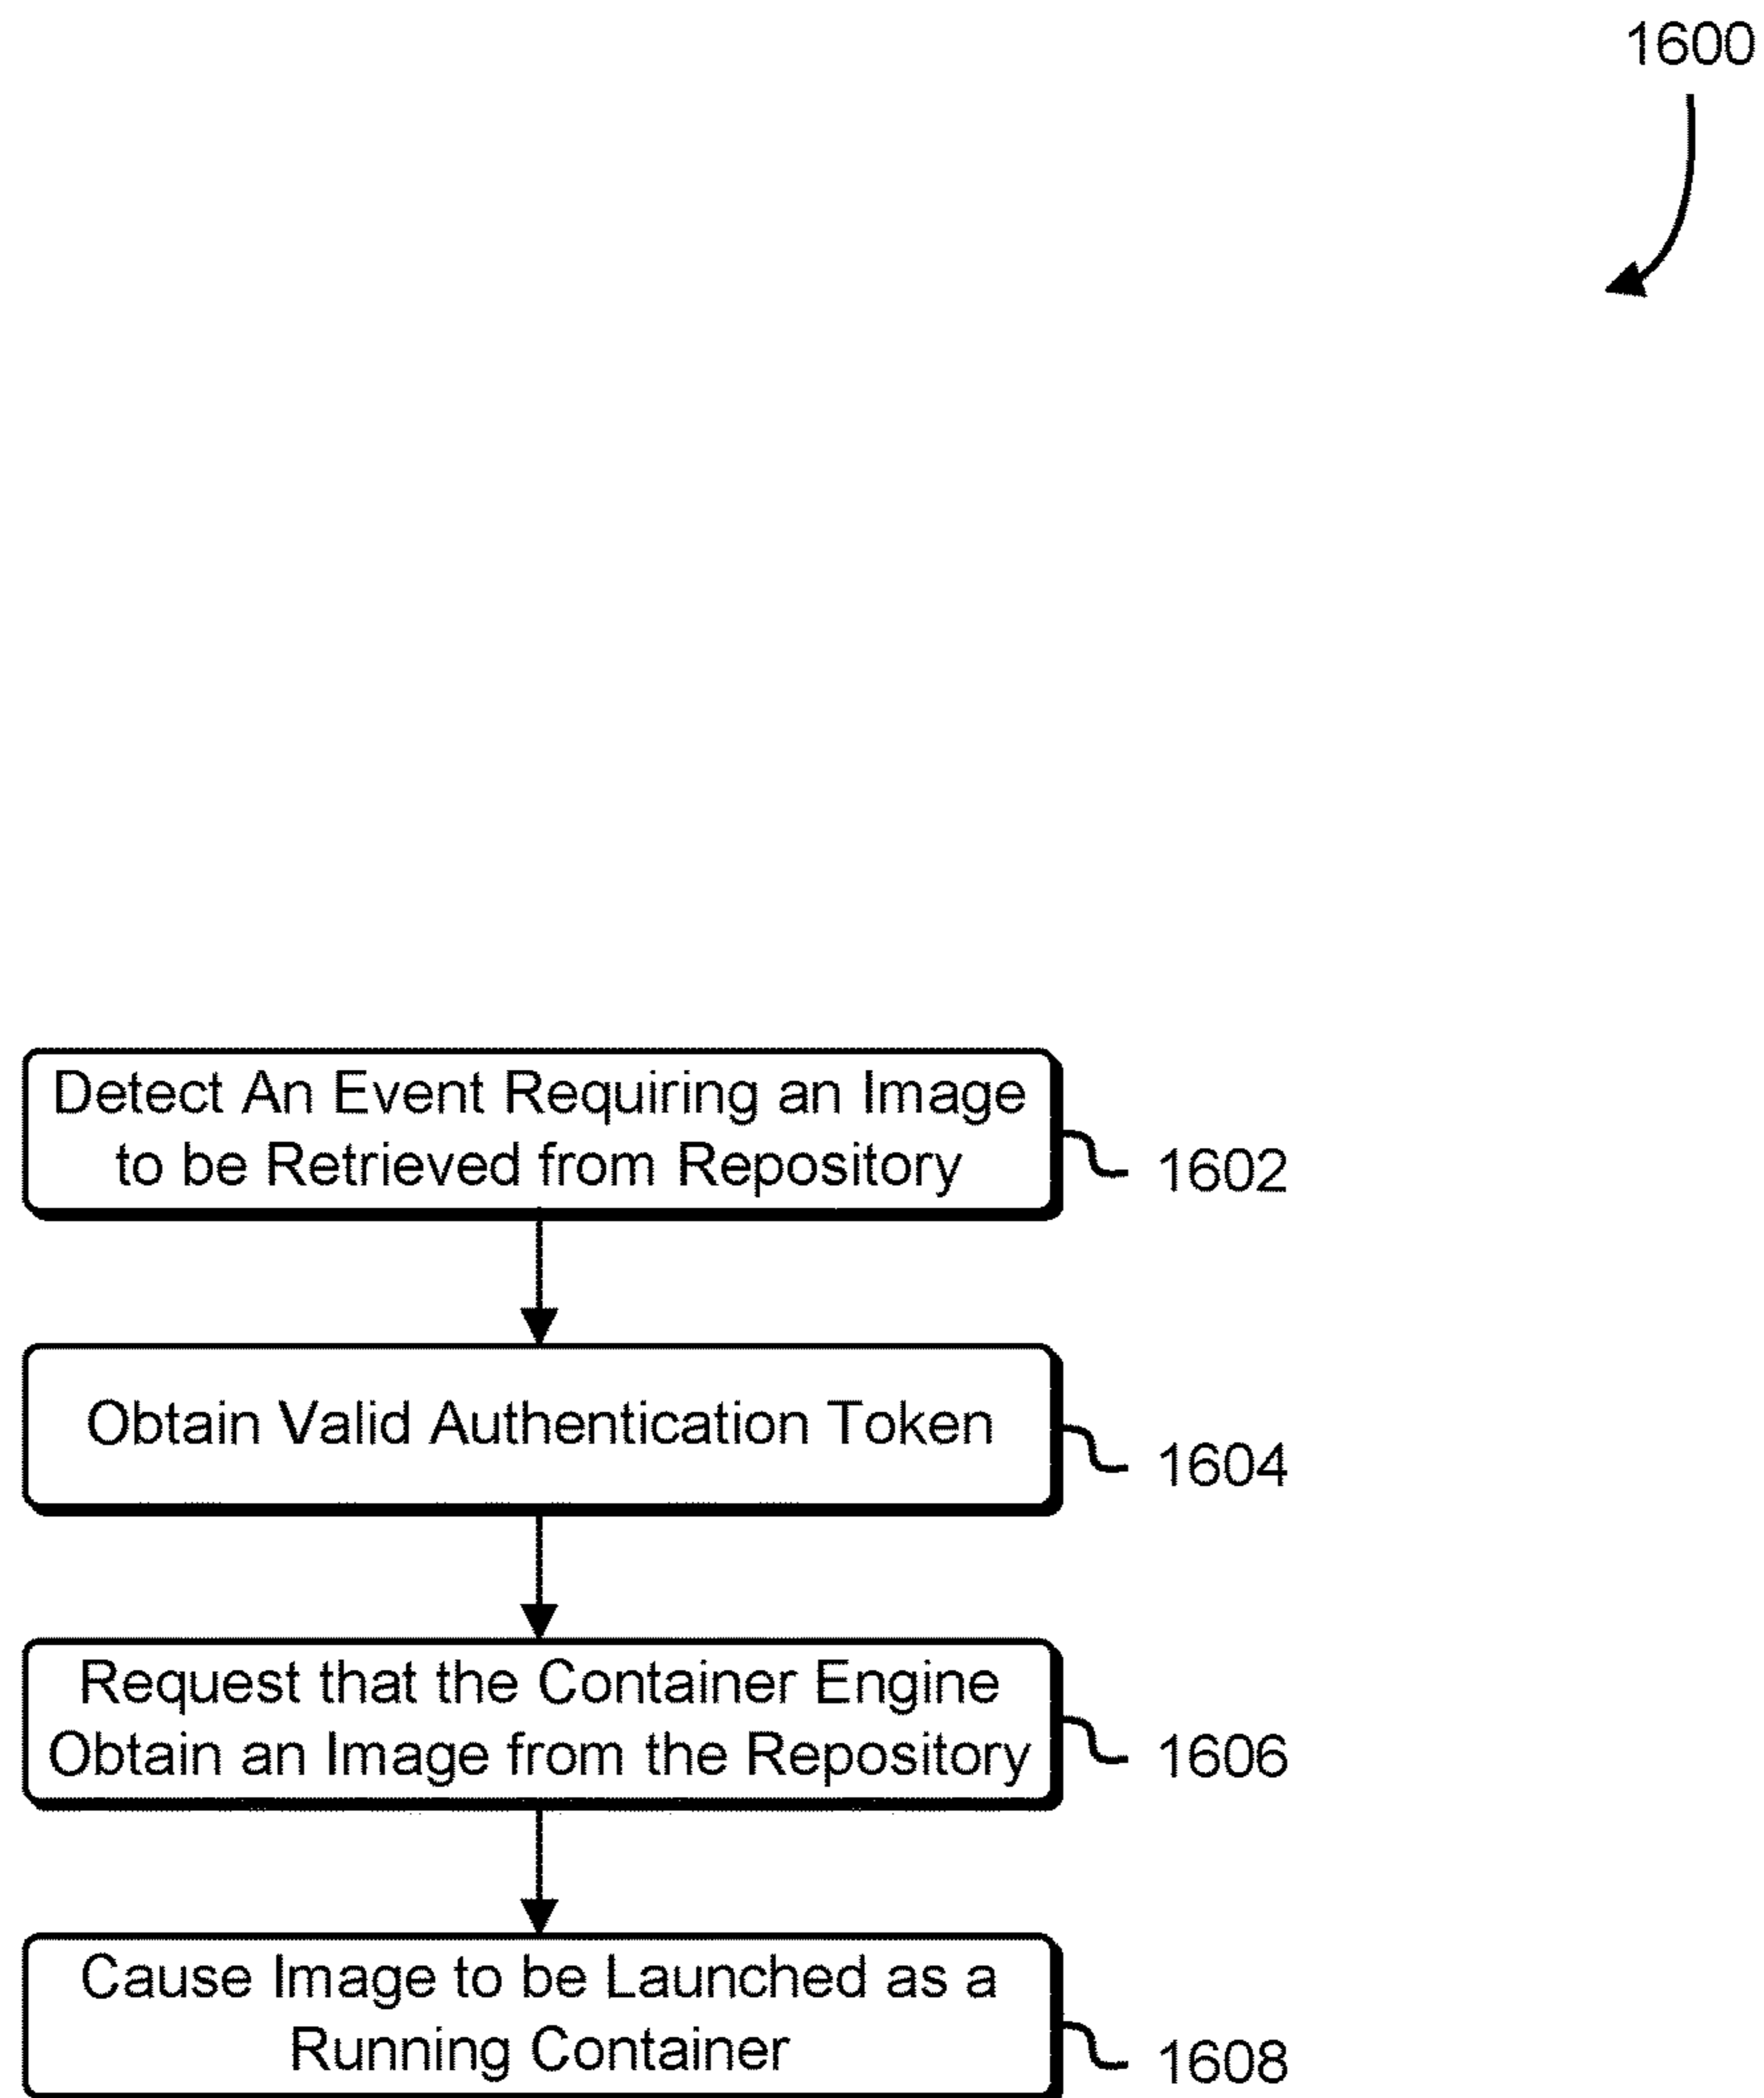 1600
Detect An Event Requiring an Image
to be Retrieved from Repository
1602
Obtain Valid Authentication Token
1604
Request that the Container Engine
Obtain an Image from the Repository
1606
Cause Image to be Launched as a
Running Container
1608